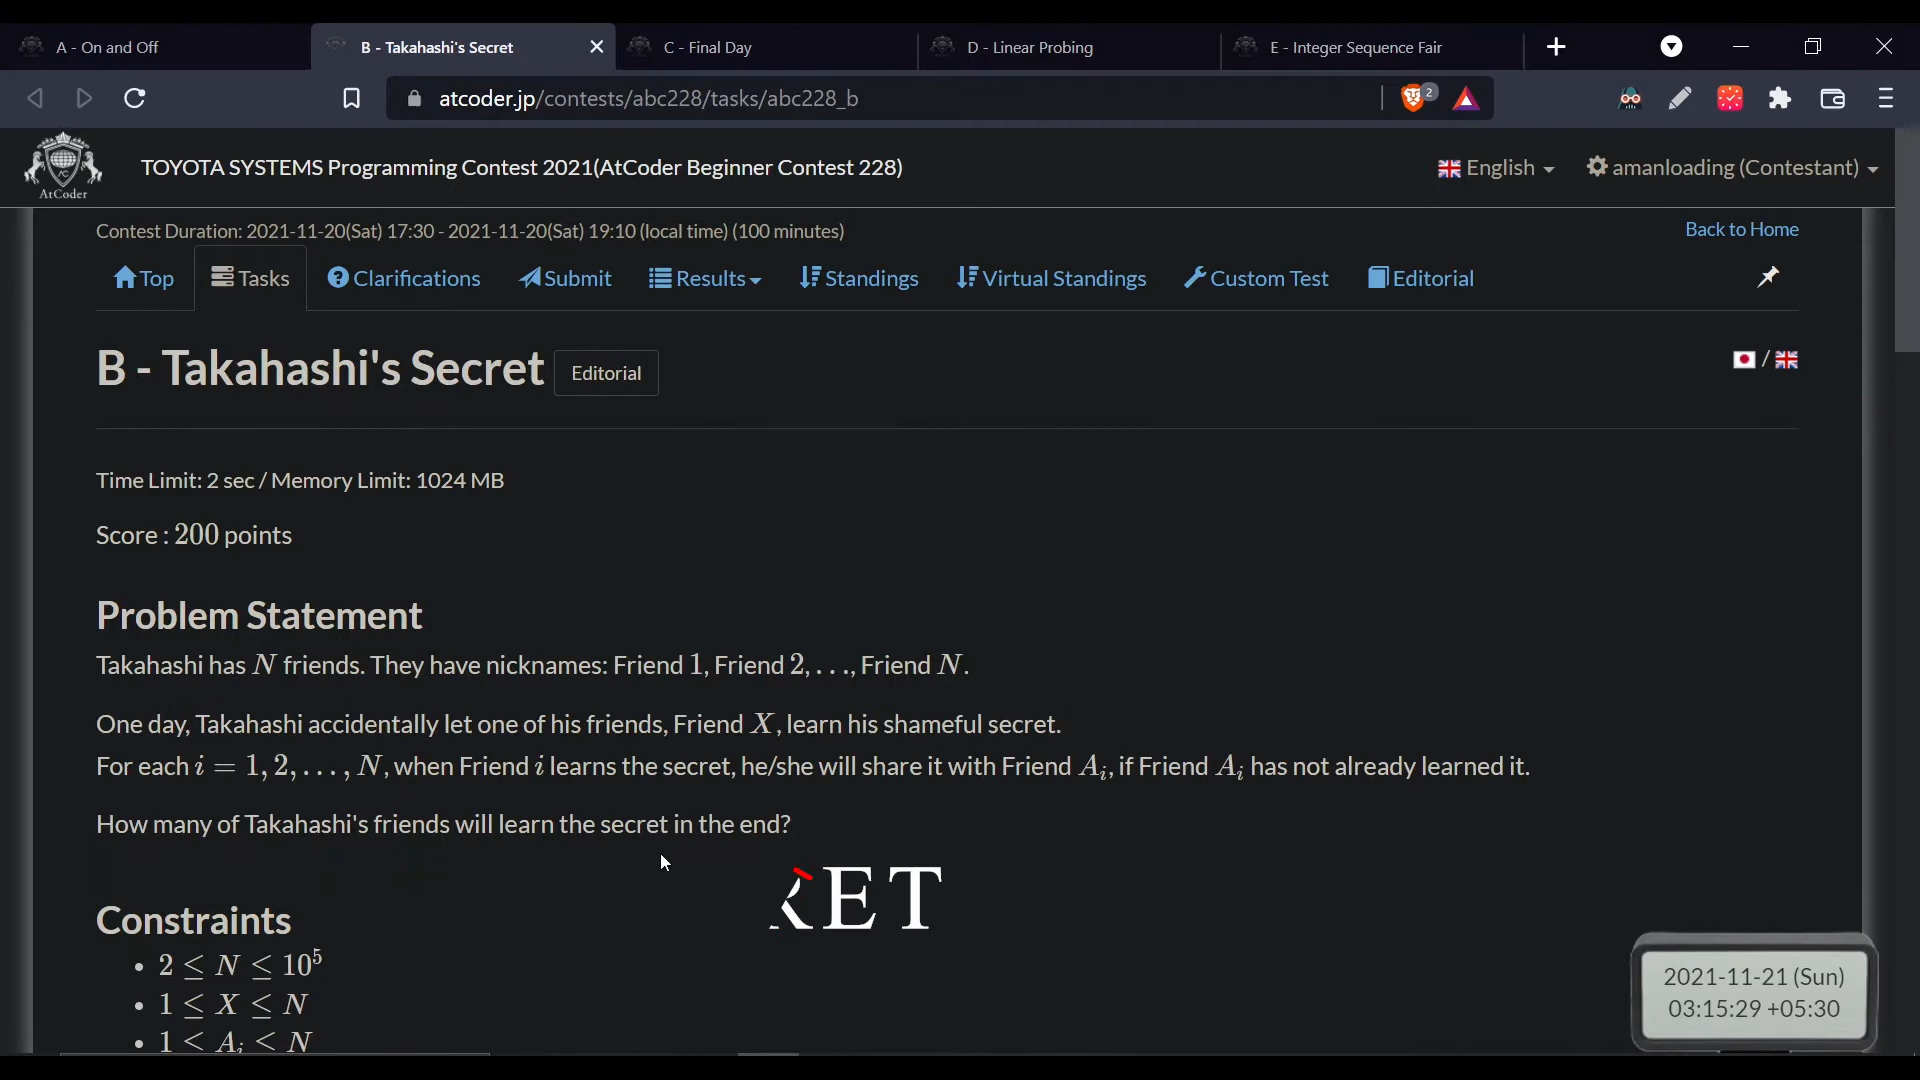 A - On and Off
B - Takahashi's Secret
C - Final Day
D - Linear Probing
E - Integer Sequence Fair
atcoder.jp/contests/abc228/tasks/abc228_b
2
AtCoder
TOYOTA SYSTEMS Programming Contest 2021(AtCoder Beginner Contest 228)
English
amanloading (Contestant)
Contest Duration: 2021-11-20(Sat) 17:30 - 2021-11-20(Sat) 19:10 (local time) (100 minutes)
Back to Home
Top
Tasks
Clarifications
Submit
Results
Standings
Virtual Standings
Custom Test
Editorial
B - Takahashi's Secret
Editorial
/
Time Limit: 2 sec / Memory Limit: 1024 MB
Score : 200 points
Problem Statement
Takahashi has N friends. They have nicknames: Friend 1, Friend 2, . . ., Friend N.
One day, Takahashi accidentally let one of his friends, Friend X, learn his shameful secret.
For each i = 1, 2, . . . , N, when Friend i learns the secret, he/she will share it with Friend Aᵢ, if Friend Aᵢ has not already learned it.
How many of Takahashi's friends will learn the secret in the end?
ET
Constraints
• 2 ≤ N ≤ 10⁵
• 1 ≤ X ≤ N
• 1 ≤ Aᵢ ≤ N
2021-11-21 (Sun)
03:15:29 +05:30